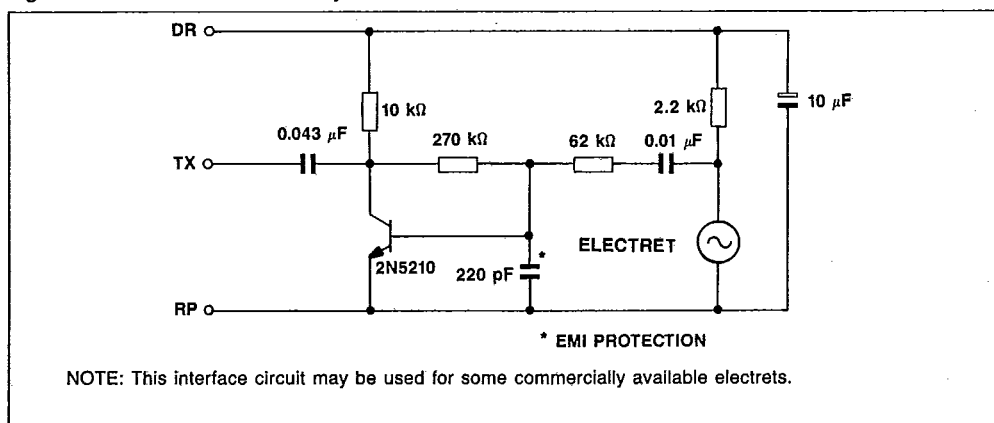 DR
10 kΩ
2.2 kΩ
10 μF
0.043 μF
270 kΩ
62 kΩ
0.01 μF
TX
ELECTRET
2N5210
220 pF
*
RP
* EMI PROTECTION
NOTE: This interface circuit may be used for some commercially available electrets.